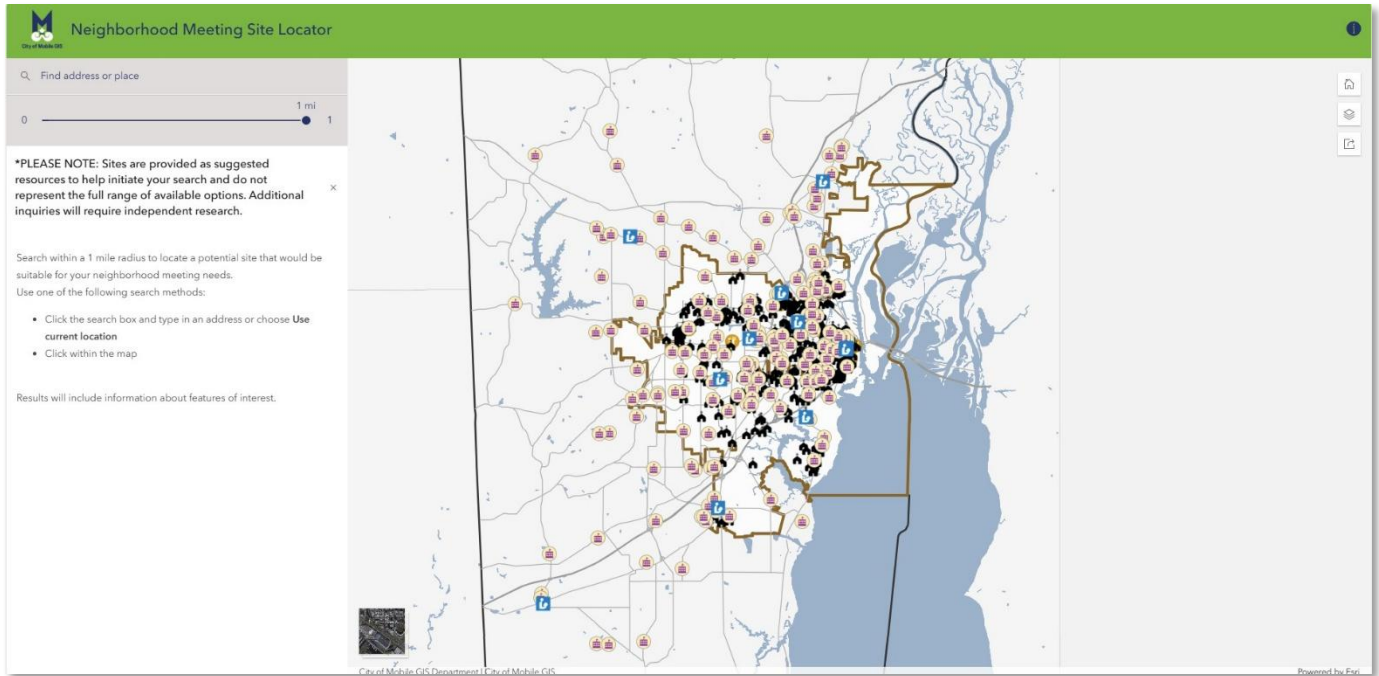 City of Mobile GIS
Neighborhood Meeting Site Locator
Find address or place
1 mi
0
1
*PLEASE NOTE: Sites are provided as suggested
resources to help initiate your search and do not
represent the full range of available options. Additional
inquiries will require independent research.
Search within a 1 mile radius to locate a potential site that would be
suitable for your neighborhood meeting needs.
Use one of the following search methods:
• Click the search box and type in an address or choose Use
current location
• Click within the map
Results will include information about features of interest.
City of Mobile GIS Department | City of Mobile GIS
Powered by Esri